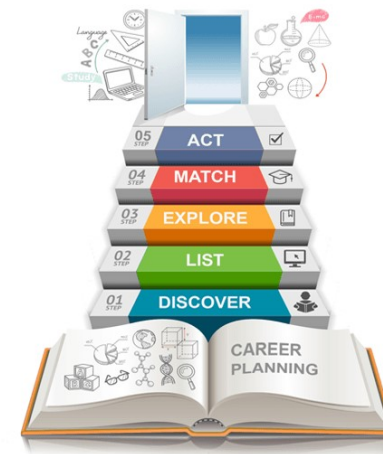 Language
ABC
Study
E=mc²
05
STEP
ACT
04
STEP
MATCH
03
STEP
EXPLORE
02
STEP
LIST
01
STEP
DISCOVER
CAREER
PLANNING